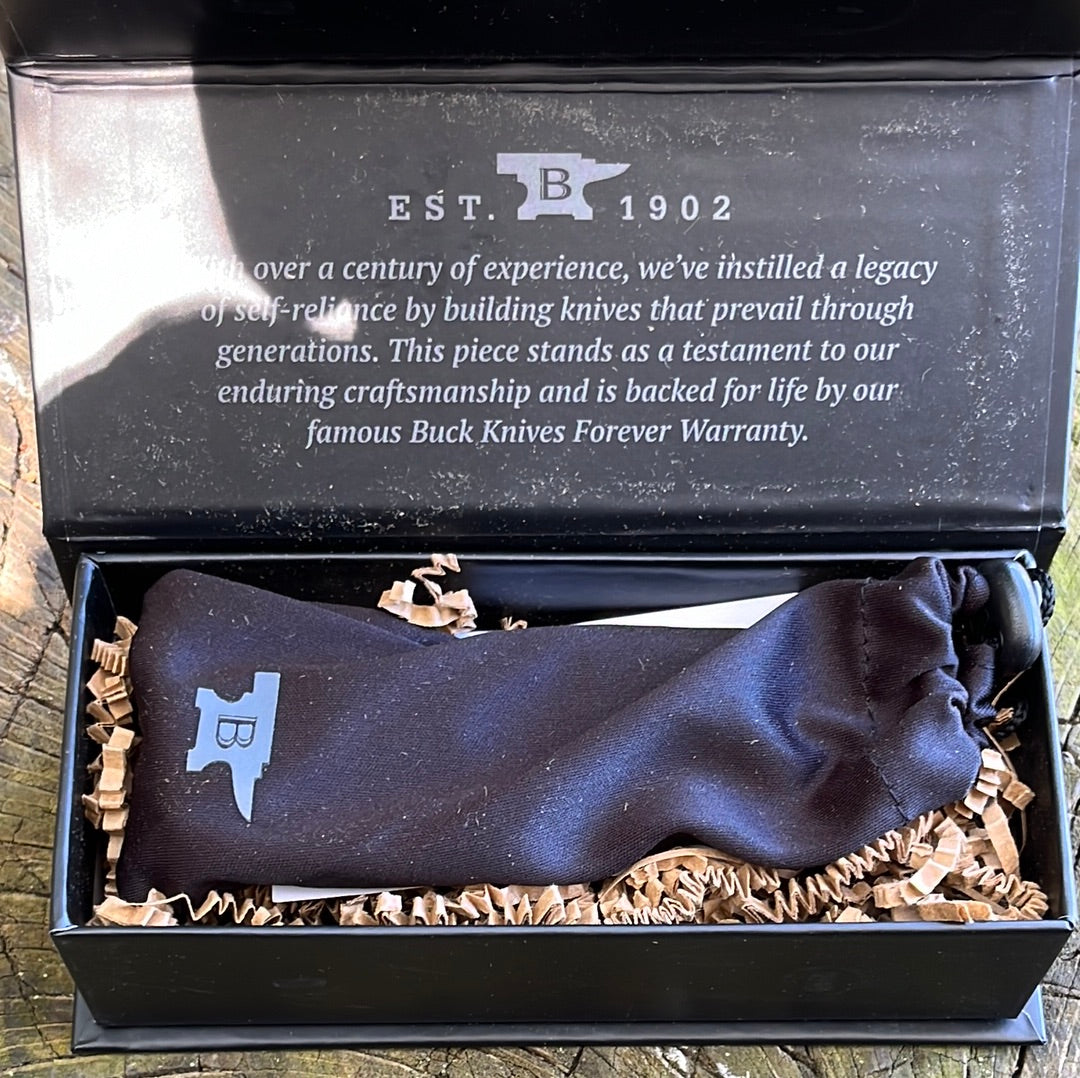 EST. B 1902
over a century of experience, we've instilled a legacy
of self-reliance by building knives that prevail through
generations. This piece stands as a testament to our
enduring craftsmanship and is backed for life by our
famous Buck Knives Forever Warranty.
B